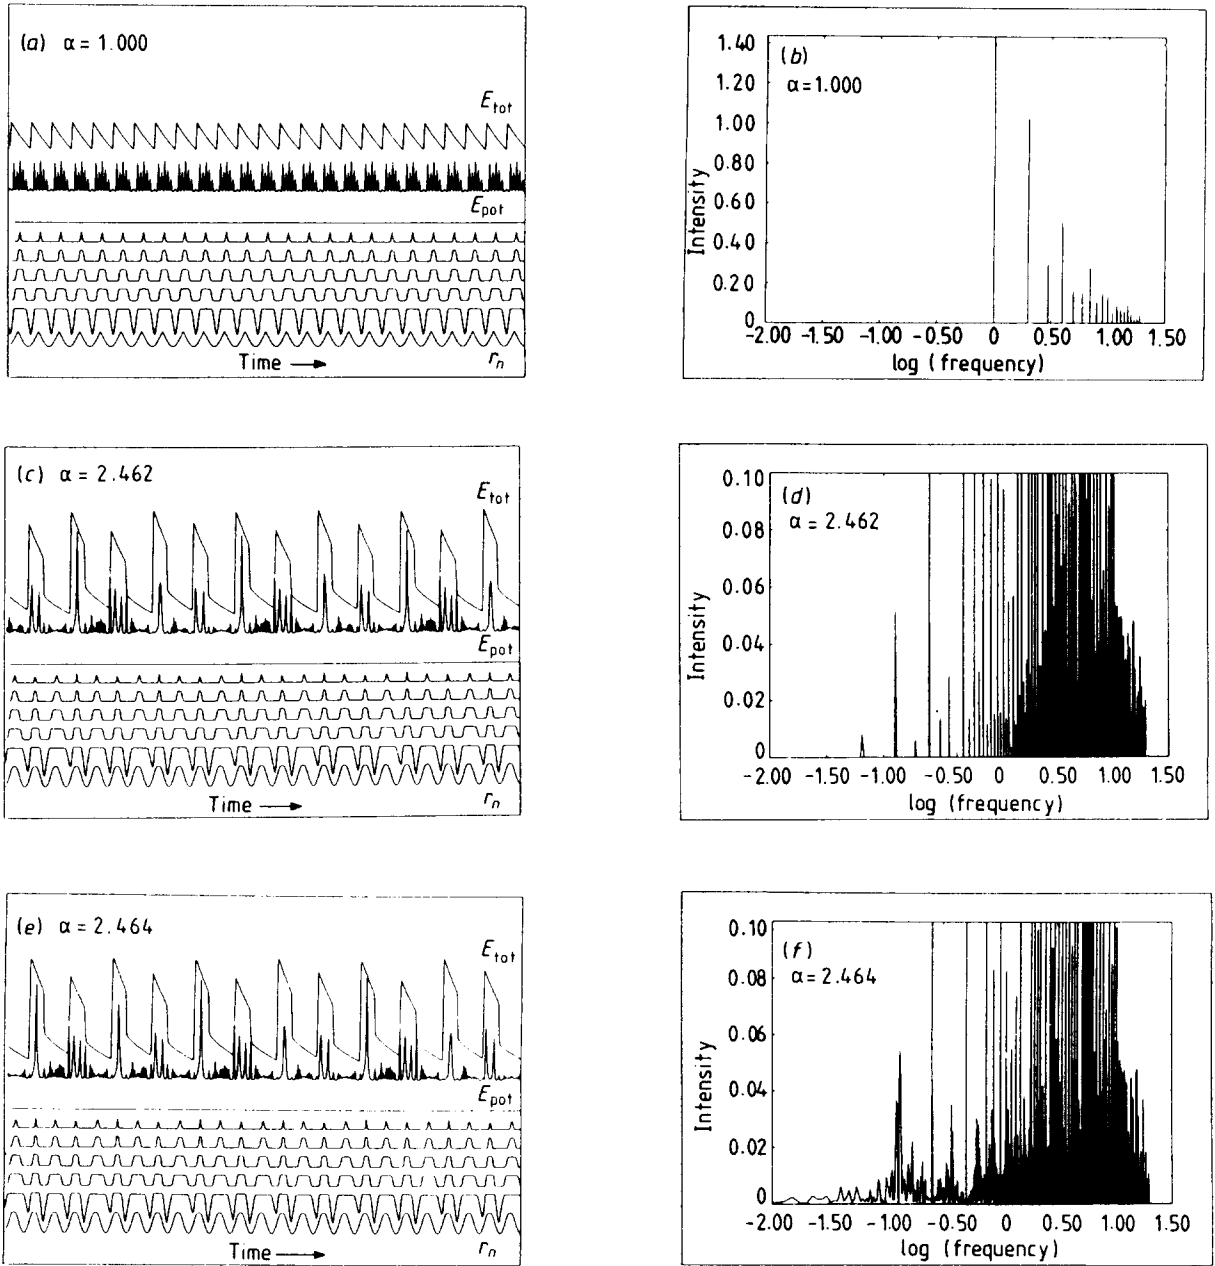 (a) α = 1.000
E_tot
E_pot
Time → r_n
(b)
α=1.000
Intensity
1.40
1.20
1.00
0.80
0.60
0.40
0.20
0
-2.00 -1.50 -1.00 -0.50 0 0.50 1.00 1.50
log (frequency)
(c) α = 2.462
E_tot
E_pot
Time → r_n
(d)
α = 2.462
Intensity
0.10
0.08
0.06
0.04
0.02
0
-2.00 -1.50 -1.00 -0.50 0 0.50 1.00 1.50
log (frequency)
(e) α = 2.464
E_tot
E_pot
Time → r_n
(f)
α = 2.464
Intensity
0.10
0.08
0.06
0.04
0.02
0
-2.00 -1.50 -1.00 -0.50 0 0.50 1.00 1.50
log (frequency)